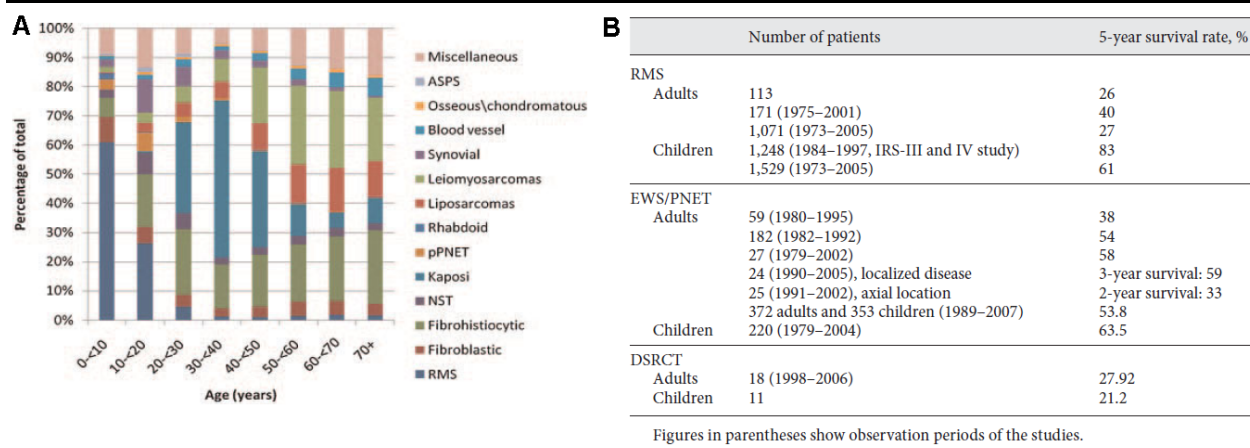 A
100%
90%
80%
70%
60%
50%
40%
30%
20%
10%
0%
Percentage of total
0-<10
10-<20
20-<30
30-<40
40-<50
50-<60
60-<70
70+
Age (years)
Miscellaneous
ASPS
Osseous\chondromatous
Blood vessel
Synovial
Leiomyosarcomas
Liposarcomas
Rhabdoid
pPNET
Kaposi
NST
Fibrohistiocytic
Fibroblastic
RMS
B
Number of patients 5-year survival rate, %
RMS
Adults 113 26
171 (1975–2001) 40
1,071 (1973–2005) 27
Children 1,248 (1984–1997, IRS-III and IV study) 83
1,529 (1973–2005) 61
EWS/PNET
Adults 59 (1980–1995) 38
182 (1982–1992) 54
27 (1979–2002) 58
24 (1990–2005), localized disease 3-year survival: 59
25 (1991–2002), axial location 2-year survival: 33
372 adults and 353 children (1989–2007) 53.8
Children 220 (1979–2004) 63.5
DSRCT
Adults 18 (1998–2006) 27.92
Children 11 21.2
Figures in parentheses show observation periods of the studies.